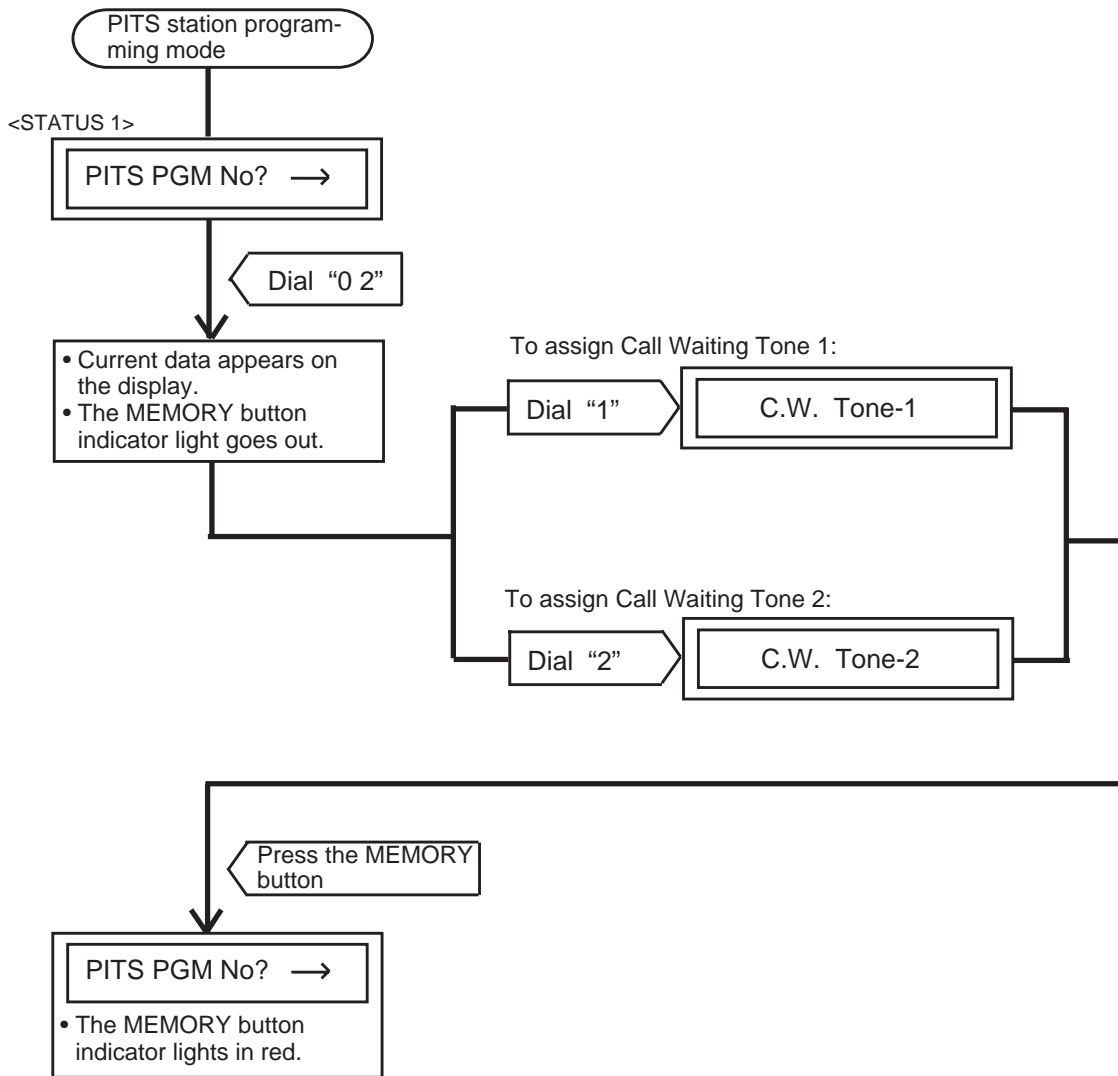 PITS station program-
ming mode
<STATUS 1>
PITS PGM No? →
Dial “0 2”
• Current data appears on
the display.
• The MEMORY button
indicator light goes out.
To assign Call Waiting Tone 1:
Dial “1”
C.W. Tone-1
To assign Call Waiting Tone 2:
Dial “2”
C.W. Tone-2
Press the MEMORY
button
PITS PGM No? →
• The MEMORY button
indicator lights in red.